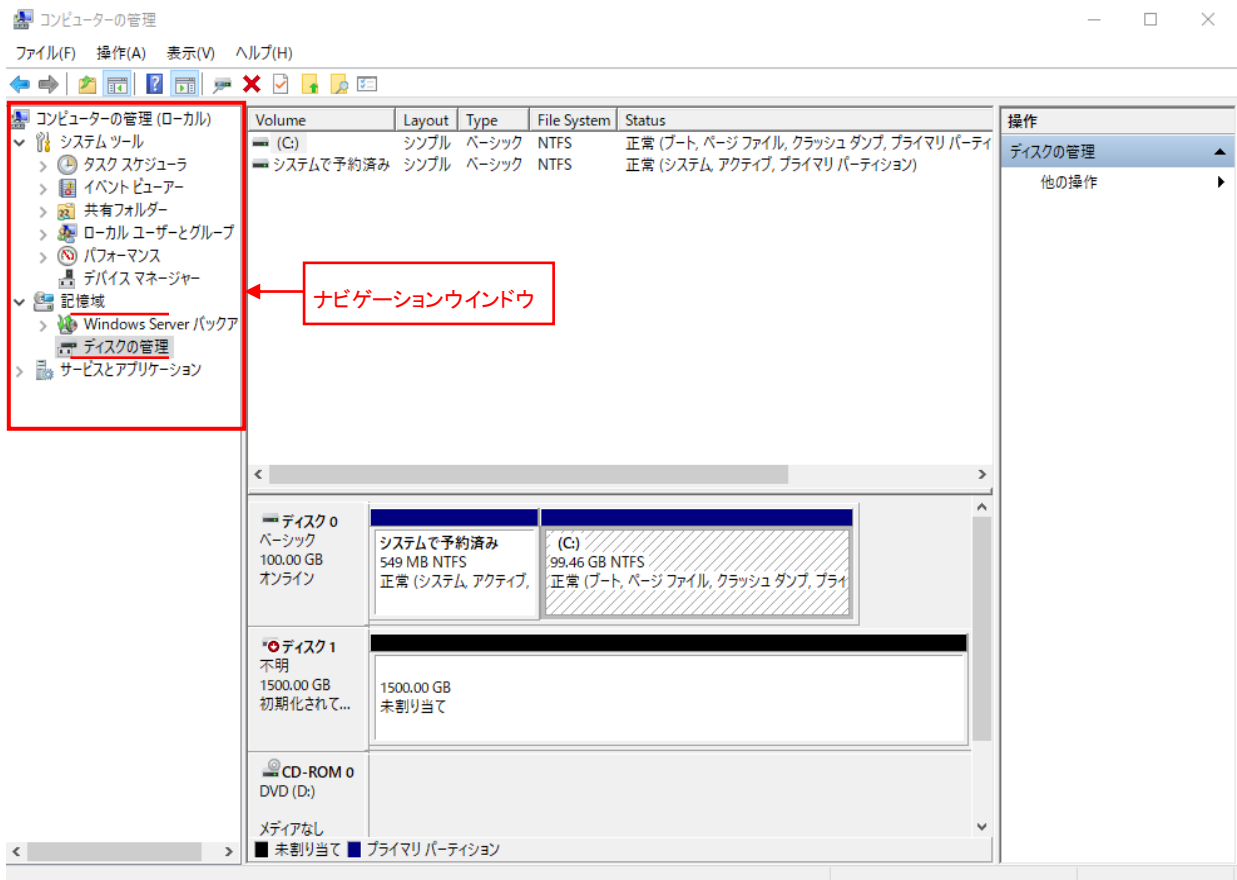 コンピューターの管理
ファイル(F) 操作(A) 表示(V) ヘルプ(H)
コンピューターの管理 (ローカル)
システム ツール
タスク スケジューラ
イベント ビューアー
共有フォルダー
ローカル ユーザーとグループ
パフォーマンス
デバイス マネージャー
記憶域
Windows Server バックア
ディスクの管理
サービスとアプリケーション
ナビゲーションウインドウ
Volume Layout Type File System Status
(C:) シンプル ベーシック NTFS 正常 (ブート, ページ ファイル, クラッシュ ダンプ, プライマリ パーティ
システムで予約済み シンプル ベーシック NTFS 正常 (システム, アクティブ, プライマリ パーティション)
操作
ディスクの管理
他の操作
ディスク 0
ベーシック
100.00 GB
オンライン
システムで予約済み
549 MB NTFS
正常 (システム, アクティブ,
(C:)
99.46 GB NTFS
正常 (ブート, ページ ファイル, クラッシュ ダンプ, プライ
ディスク 1
不明
1500.00 GB
初期化されて...
1500.00 GB
未割り当て
CD-ROM 0
DVD (D:)
メディアなし
未割り当て プライマリ パーティション